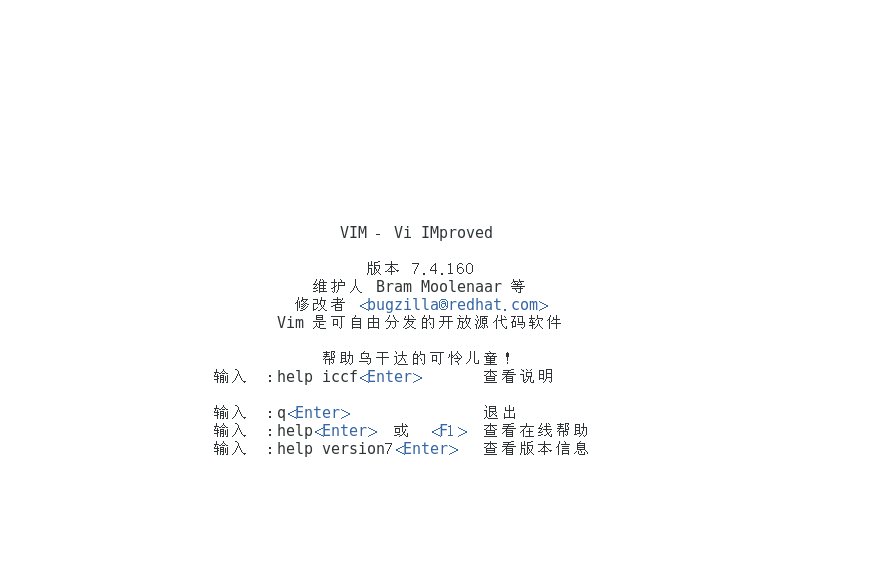 VIM - Vi IMproved
版本 7.4.160
维护人 Bram Moolenaar 等
修改者 <bugzilla@redhat.com>
Vim 是可自由分发的开放源代码软件
帮助乌干达的可怜儿童！
输入 :help iccf<Enter> 查看说明
输入 :q<Enter> 退出
输入 :help<Enter> 或 <F1> 查看在线帮助
输入 :help version7<Enter> 查看版本信息